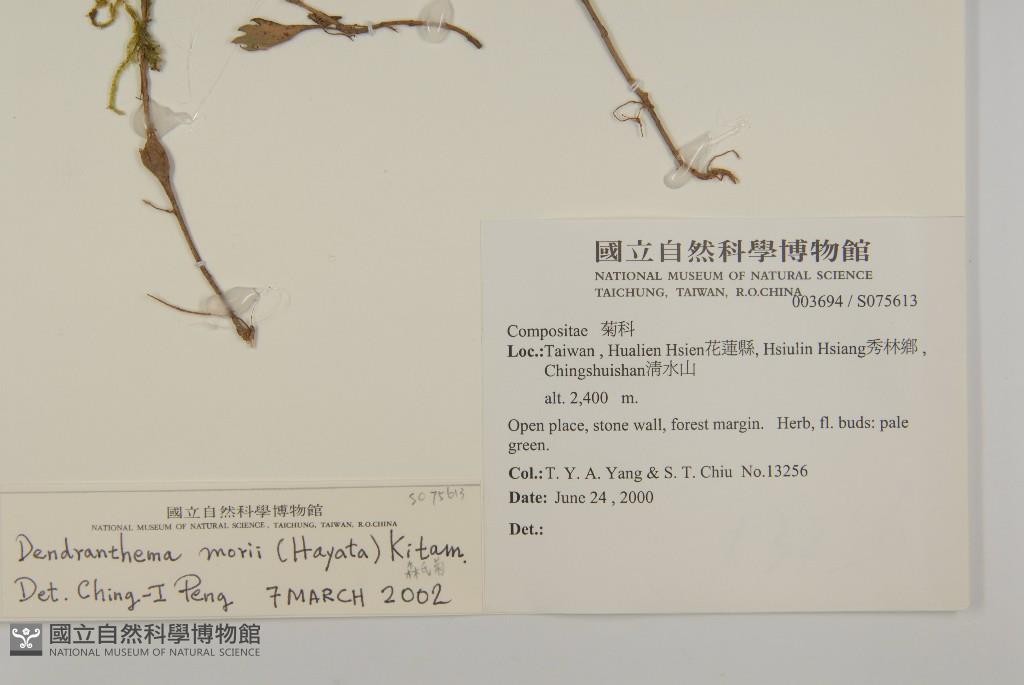 國立自然科學博物館
NATIONAL MUSEUM OF NATURAL SCIENCE
TAICHUNG, TAIWAN, R.O.CHINA
003694 / S075613
Compositae 菊科
Loc.:Taiwan , Hualien Hsien花蓮縣, Hsiulin Hsiang秀林鄉 ,
Chingshuishan清水山
alt. 2,400 m.
Open place, stone wall, forest margin. Herb, fl. buds: pale
green.
Col.: T. Y. A. Yang & S. T. Chiu No.13256
Date: June 24 , 2000
Det.:
S075613
國立自然科學博物館
NATIONAL MUSEUM OF NATURAL SCIENCE , TAICHUNG, TAIWAN, R.O.CHINA
Dendranthema morii (Hayata) Kitam.
森氏菊
Det. Ching-I Peng 7 MARCH 2002
國立自然科學博物館
NATIONAL MUSEUM OF NATURAL SCIENCE